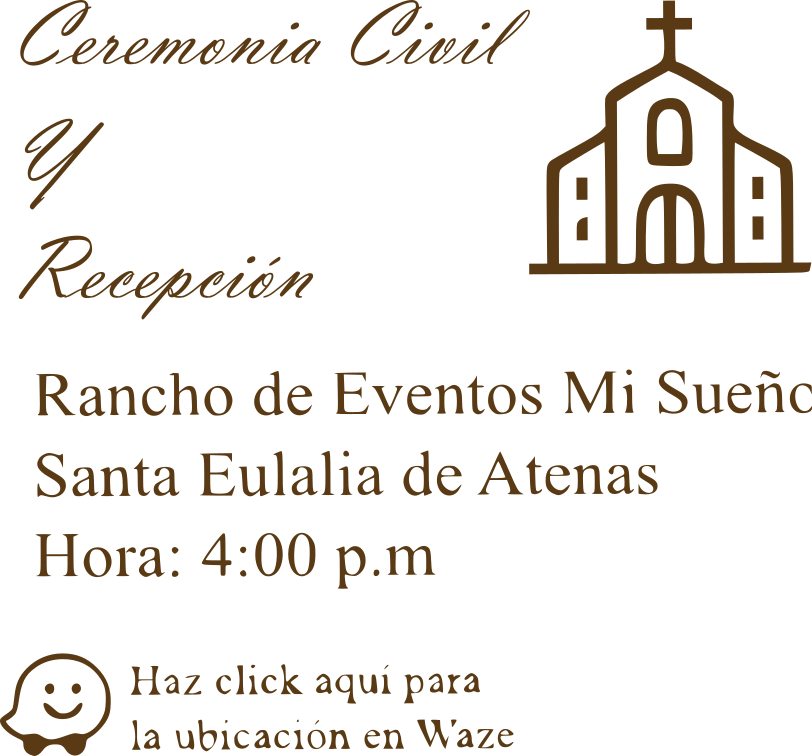 Ceremonia Civil
Y
Recepción
Rancho de Eventos Mi Sueño
Santa Eulalia de Atenas
Hora: 4:00 p.m
Haz click aquí para
la ubicación en Waze